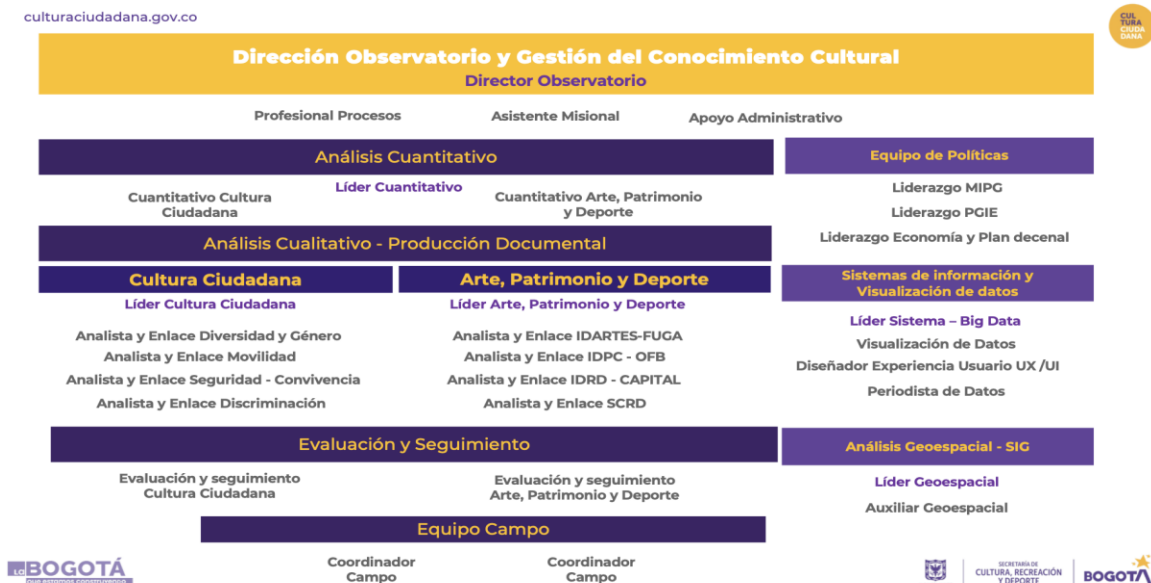 culturaciudadana.gov.co
CUL
TURA
CIUDA
DANA
Dirección Observatorio y Gestión del Conocimiento Cultural
Director Observatorio
Profesional Procesos
Asistente Misional
Apoyo Administrativo
Análisis Cuantitativo
Líder Cuantitativo
Cuantitativo Cultura
Ciudadana
Cuantitativo Arte, Patrimonio
y Deporte
Equipo de Políticas
Liderazgo MIPG
Liderazgo PGIE
Liderazgo Economía y Plan decenal
Análisis Cualitativo - Producción Documental
Cultura Ciudadana
Líder Cultura Ciudadana
Analista y Enlace Diversidad y Género
Analista y Enlace Movilidad
Analista y Enlace Seguridad - Convivencia
Analista y Enlace Discriminación
Arte, Patrimonio y Deporte
Líder Arte, Patrimonio y Deporte
Analista y Enlace IDARTES-FUGA
Analista y Enlace IDPC - OFB
Analista y Enlace IDRD - CAPITAL
Analista y Enlace SCRD
Sistemas de información y
Visualización de datos
Líder Sistema – Big Data
Visualización de Datos
Diseñador Experiencia Usuario UX /UI
Periodista de Datos
Evaluación y Seguimiento
Evaluación y seguimiento
Cultura Ciudadana
Evaluación y seguimiento
Arte, Patrimonio y Deporte
Análisis Geoespacial - SIG
Líder Geoespacial
Auxiliar Geoespacial
Equipo Campo
Coordinador
Campo
Coordinador
Campo
LA BOGOTÁ
QUE ESTAMOS CONSTRUYENDO
SECRETARÍA DE
CULTURA, RECREACIÓN
Y DEPORTE
BOGOTÁ